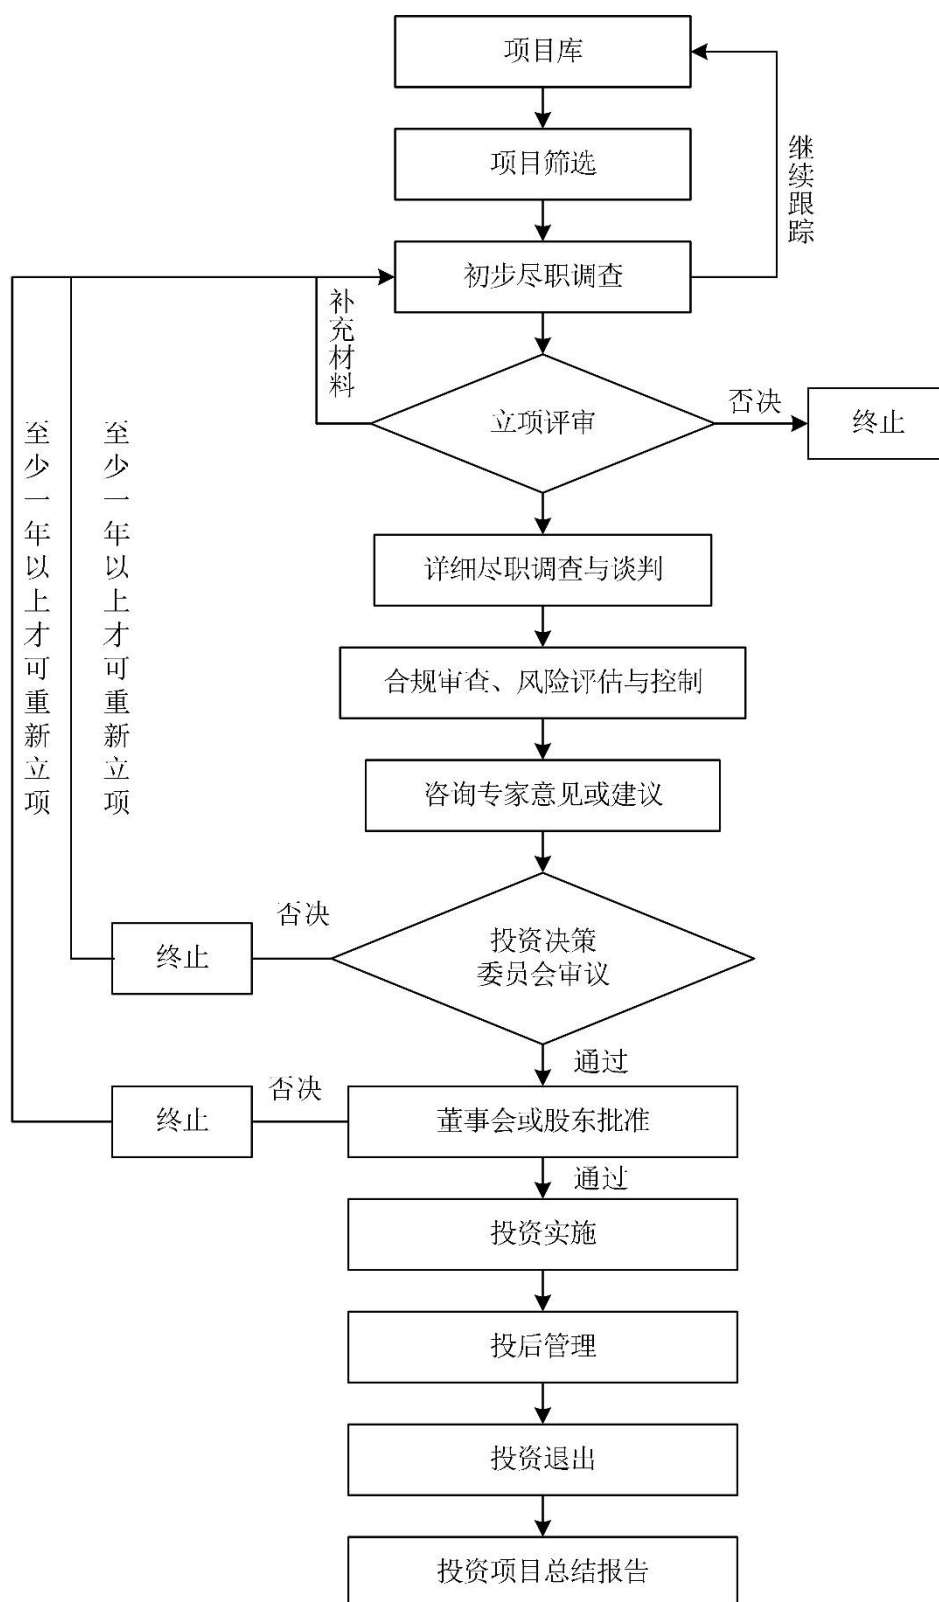 项目库
项目筛选
继续跟踪
初步尽职调查
补充材料
立项评审
否决
终止
至少一年以上才可重新立项
至少一年以上才可重新立项
详细尽职调查与谈判
合规审查、风险评估与控制
咨询专家意见或建议
投资决策
委员会审议
否决
终止
通过
董事会或股东批准
否决
终止
通过
投资实施
投后管理
投资退出
投资项目总结报告